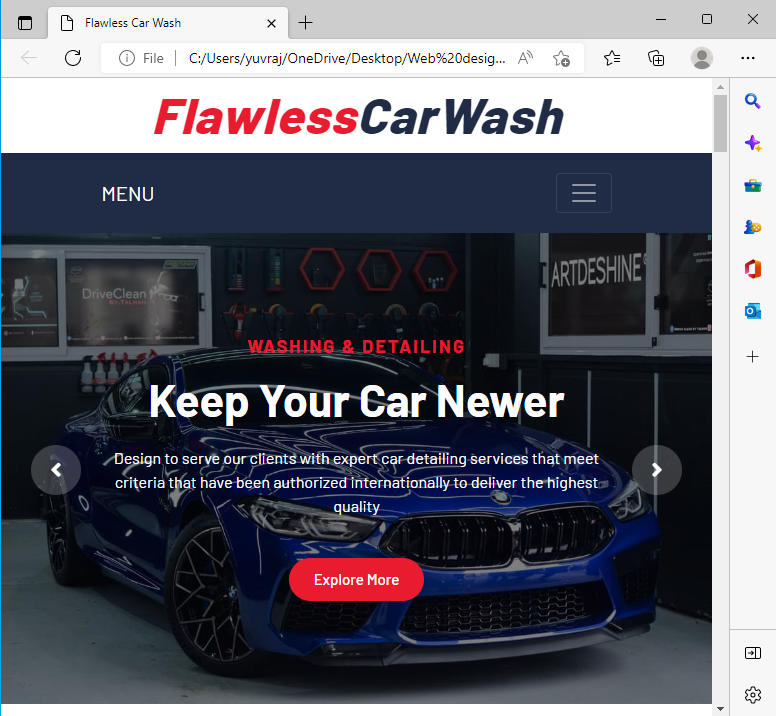 Flawless Car Wash
File
C:/Users/yuvraj/OneDrive/Desktop/Web%20desig...
FlawlessCarWash
MENU
DriveClean
BY TALHAH
ARTDESHINE
WASHING & DETAILING
Keep Your Car Newer
Design to serve our clients with expert car detailing services that meet
criteria that have been authorized internationally to deliver the highest
quality
Explore More